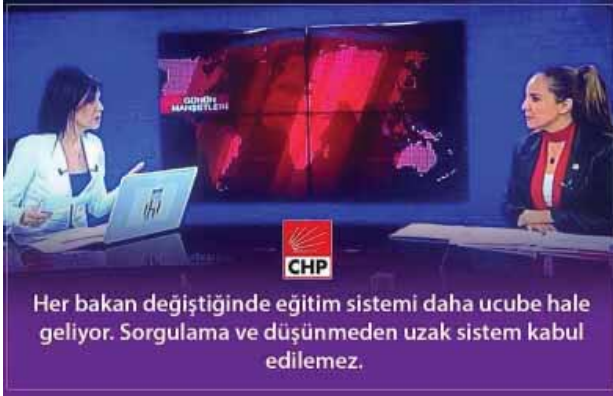 GÜNÜN
MANŞETLERİ
CHP
Her bakan değiştiğinde eğitim sistemi daha ucube hale
geliyor. Sorgulama ve düşünmeden uzak sistem kabul
edilemez.